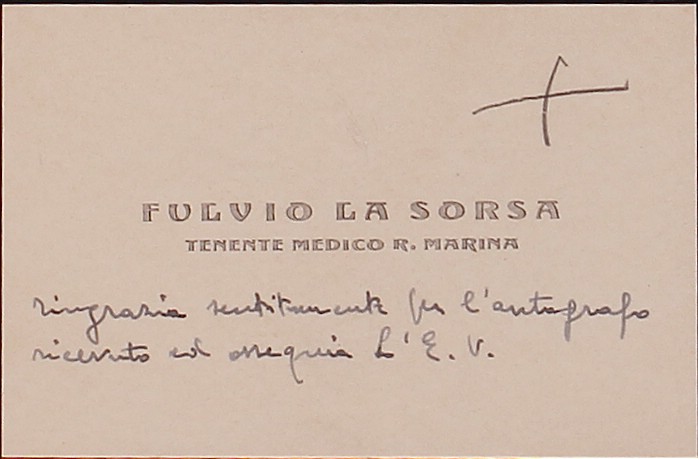 FULVIO LA SORSA
TENENTE MEDICO R. MARINA
ringrazia sentitamente per l'autografo
ricevuto ed ossequia L'E. V.